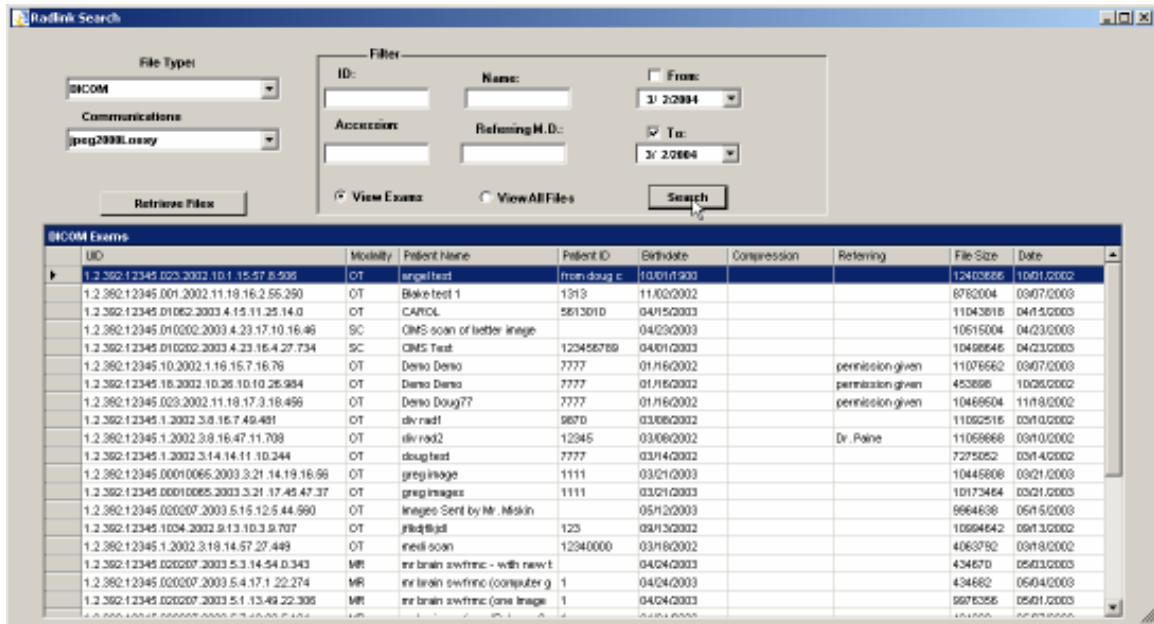 Radlink Search
File Type:
DICOM
Communications
jpeg2000Lossy
Retrieve Files
Filter
ID: Name: From:
3/ 2/2004
Accession: Referring M.D.: To:
3/ 2/2004
View Exams View All Files Search
DICOM Exams
UID Modality Patient Name Patient ID Birthdate Compression Referring File Size Date
1.2.392.12345.023.2002.10.1.15.57.8.506 OT angeltest from doug c 10/01/1900 12403686 10/01/2002
1.2.392.12345.001.2002.11.18.16.2.55.250 OT Blake test 1 1313 11/02/2002 8782004 03/07/2003
1.2.392.12345.01062.2003.4.15.11.25.14.0 OT CAROL 5613010 04/15/2003 11043818 04/15/2003
1.2.392.12345.010202.2003.4.23.17.10.16.46 SC CIMS scan of better image 04/23/2003 10615004 04/23/2003
1.2.392.12345.010202.2003.4.23.16.4.27.734 SC CIMS Test 123456789 04/01/2003 10498646 04/23/2003
1.2.392.12345.10.2002.1.16.15.7.16.76 OT Demo Demo 7777 01/16/2002 permission given 11076562 03/07/2003
1.2.392.12345.18.2002.10.26.10.10.26.984 OT Demo Demo 7777 01/16/2002 permission given 453898 10/26/2002
1.2.392.12345.023.2002.11.18.17.3.18.456 OT Demo Doug77 7777 01/16/2002 permission given 10469504 11/18/2002
1.2.392.12345.1.2002.3.8.16.7.49.481 OT div rad1 9870 03/08/2002 11092516 03/10/2002
1.2.392.12345.1.2002.3.8.16.47.11.708 OT div rad2 12345 03/08/2002 Dr. Paine 11059868 03/10/2002
1.2.392.12345.1.2002.3.14.14.11.10.244 OT doug test 7777 03/14/2002 7275052 03/14/2002
1.2.392.12345.00010065.2003.3.21.14.19.16.56 OT greg image 1111 03/21/2003 10445808 03/21/2003
1.2.392.12345.00010065.2003.3.21.17.45.47.37 OT greg images 1111 03/21/2003 10173464 03/21/2003
1.2.392.12345.020207.2003.5.15.12.5.44.560 OT Images Sent by Mr. Miskin 05/12/2003 9964638 05/15/2003
1.2.392.12345.1034.2002.9.13.10.3.9.707 OT 123 09/13/2002 10994642 09/13/2002
1.2.392.12345.1.2002.3.18.14.57.27.449 OT medi scan 12340000 03/18/2002 4063792 03/18/2002
1.2.392.12345.020207.2003.5.3.14.54.0.343 MR mr brain swfrmc - with new t 04/24/2003 434670 05/03/2003
1.2.392.12345.020207.2003.5.4.17.1.22.274 MR mr brain swfrmc (computer g 1 04/24/2003 434682 05/04/2003
1.2.392.12345.020207.2003.5.1.13.49.22.306 MR mr brain swfrmc (one image 1 04/24/2003 9976356 05/01/2003